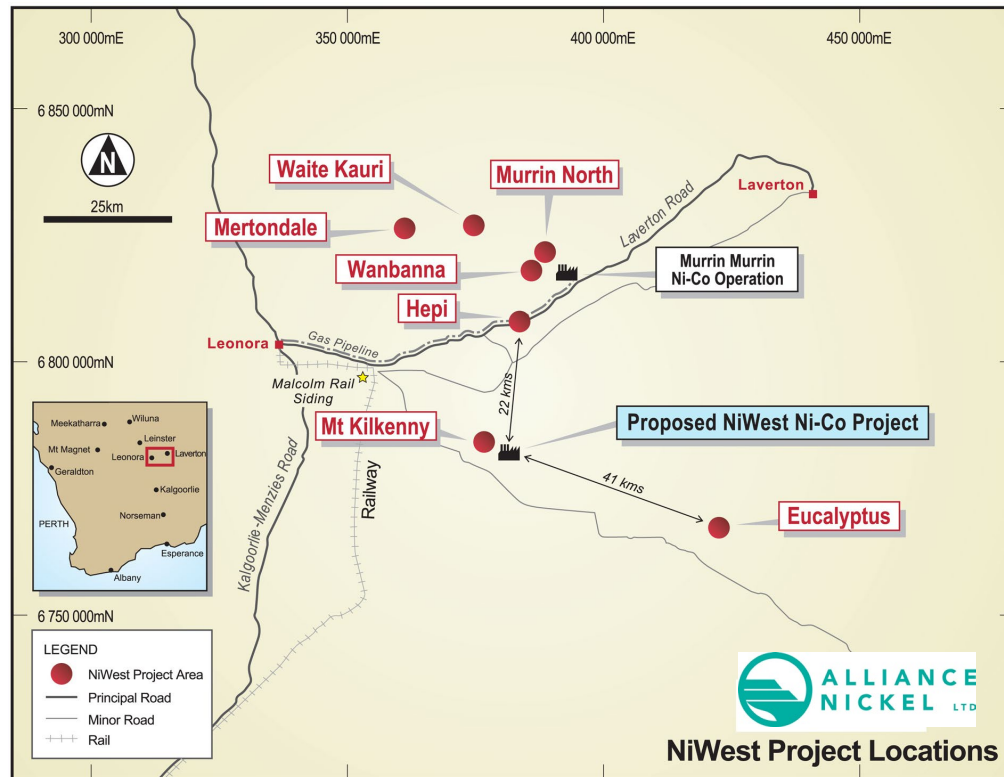 300 000mE
350 000mE
400 000mE
450 000mE
6 850 000mN
N
25km
Waite Kauri
Murrin North
Mertondale
Wanbanna
Hepi
Laverton Road
Laverton
Murrin Murrin
Ni-Co Operation
Leonora
Gas Pipeline
6 800 000mN
Malcolm Rail
Siding
22 kms
Mt Kilkenny
Proposed NiWest Ni-Co Project
41 kms
Eucalyptus
Kalgoorlie-Menzies Road
Railway
Meekatharra
Wiluna
Leinster
Mt Magnet
Leonora
Laverton
Geraldton
Kalgoorlie
PERTH
Norseman
Esperance
Albany
6 750 000mN
LEGEND
NiWest Project Area
Principal Road
Minor Road
Rail
ALLIANCE
NICKEL LTD
NiWest Project Locations